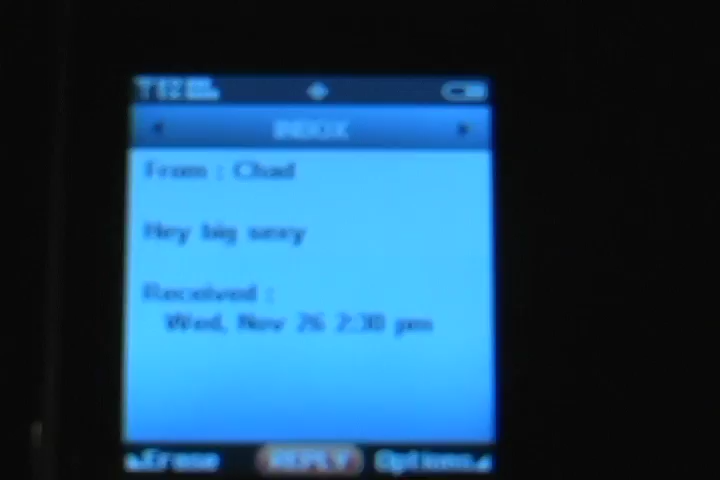 INBOX
From : Chad
Hey big sexy
Received :
Wed, Nov 26 2:30 pm
Erase REPLY Options